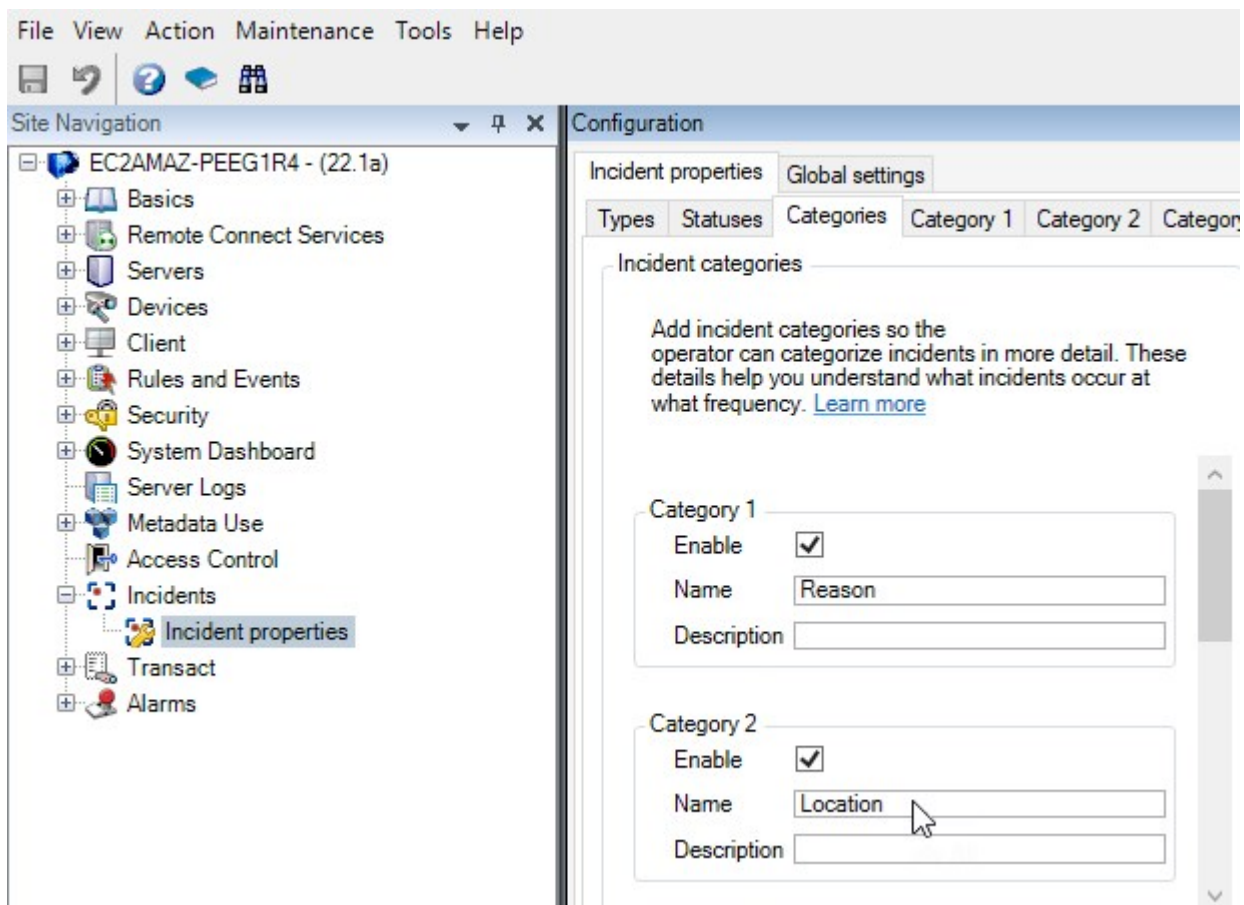 File View Action Maintenance Tools Help
Site Navigation
EC2AMAZ-PEEG1R4 - (22.1a)
Basics
Remote Connect Services
Servers
Devices
Client
Rules and Events
Security
System Dashboard
Server Logs
Metadata Use
Access Control
Incidents
Incident properties
Transact
Alarms
Configuration
Incident properties Global settings
Types Statuses Categories Category 1 Category 2 Category
Incident categories
Add incident categories so the
operator can categorize incidents in more detail. These
details help you understand what incidents occur at
what frequency. Learn more
Category 1
Enable
Name Reason
Description
Category 2
Enable
Name Location
Description